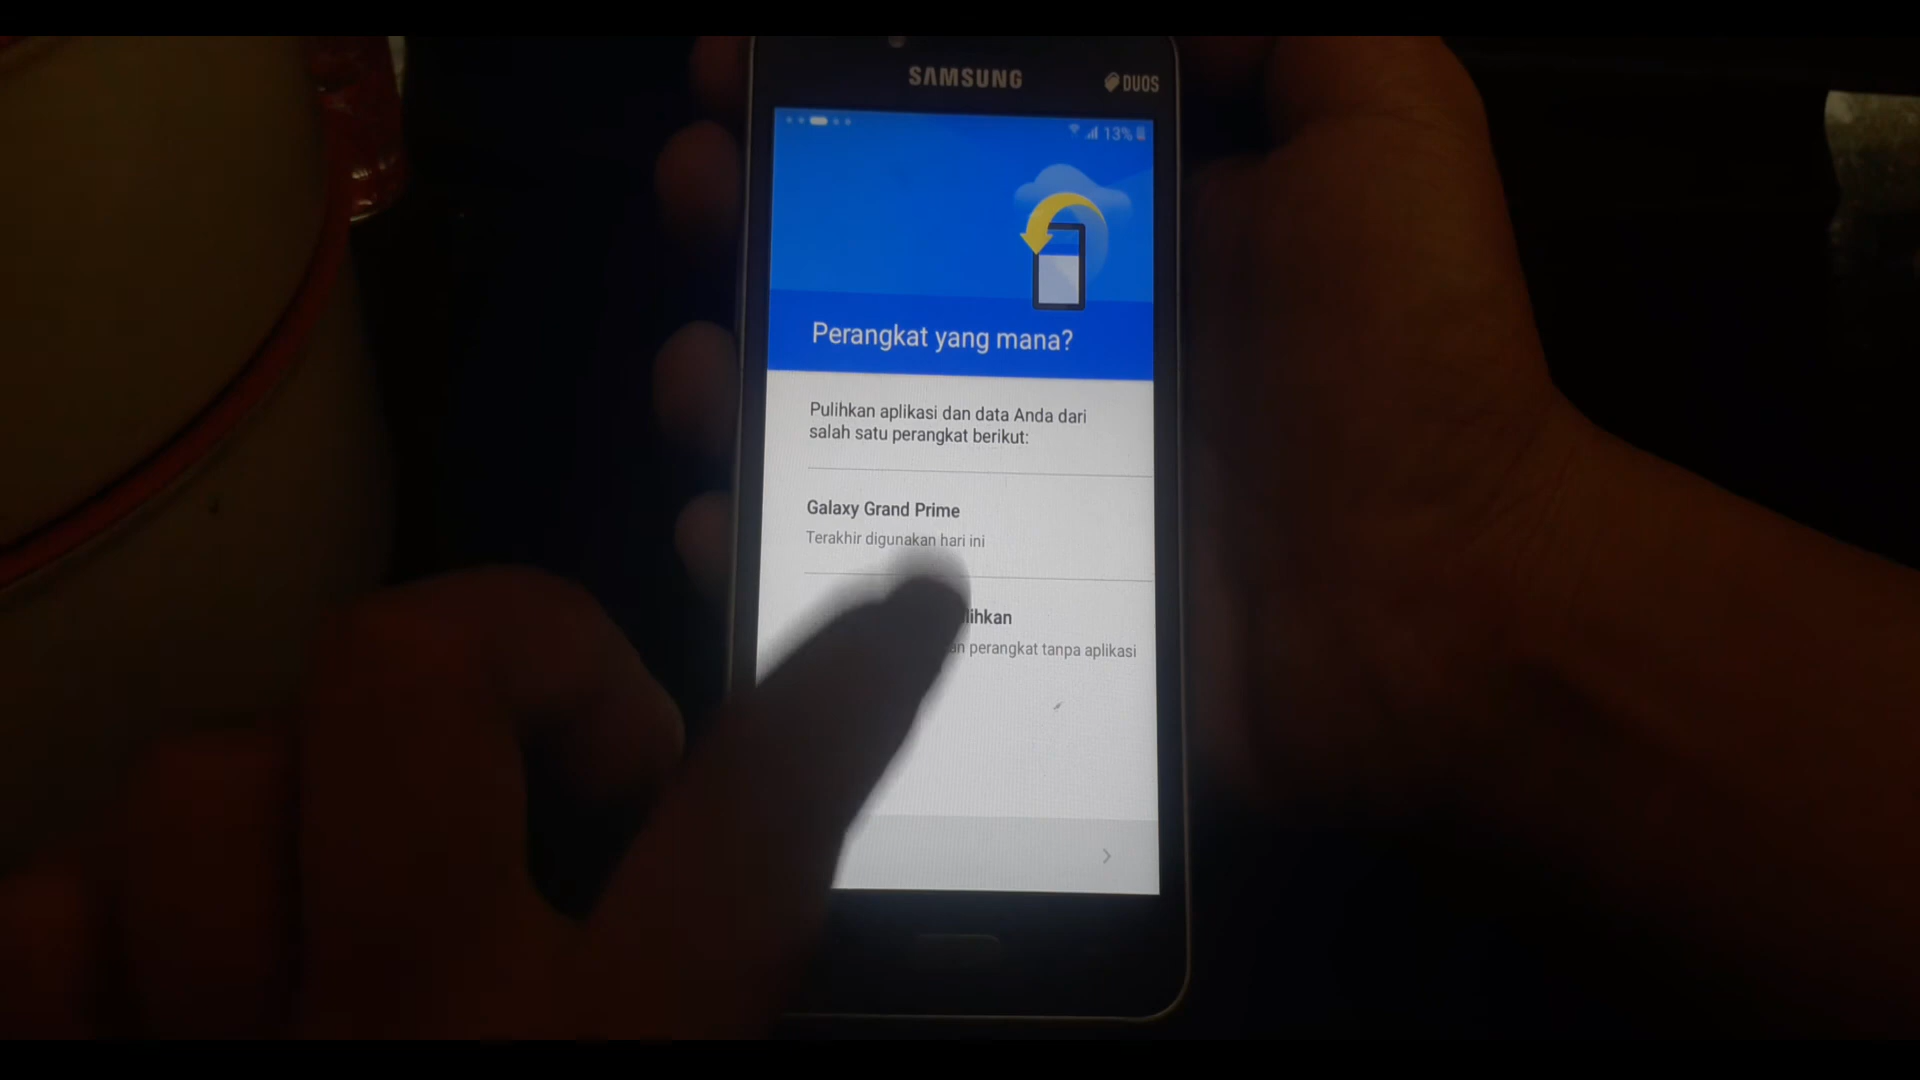 SAMSUNG
DUOS
13%
Perangkat yang mana?
Pulihkan aplikasi dan data Anda dari
salah satu perangkat berikut:
Galaxy Grand Prime
Terakhir digunakan hari ini
perangkat tanpa aplikasi